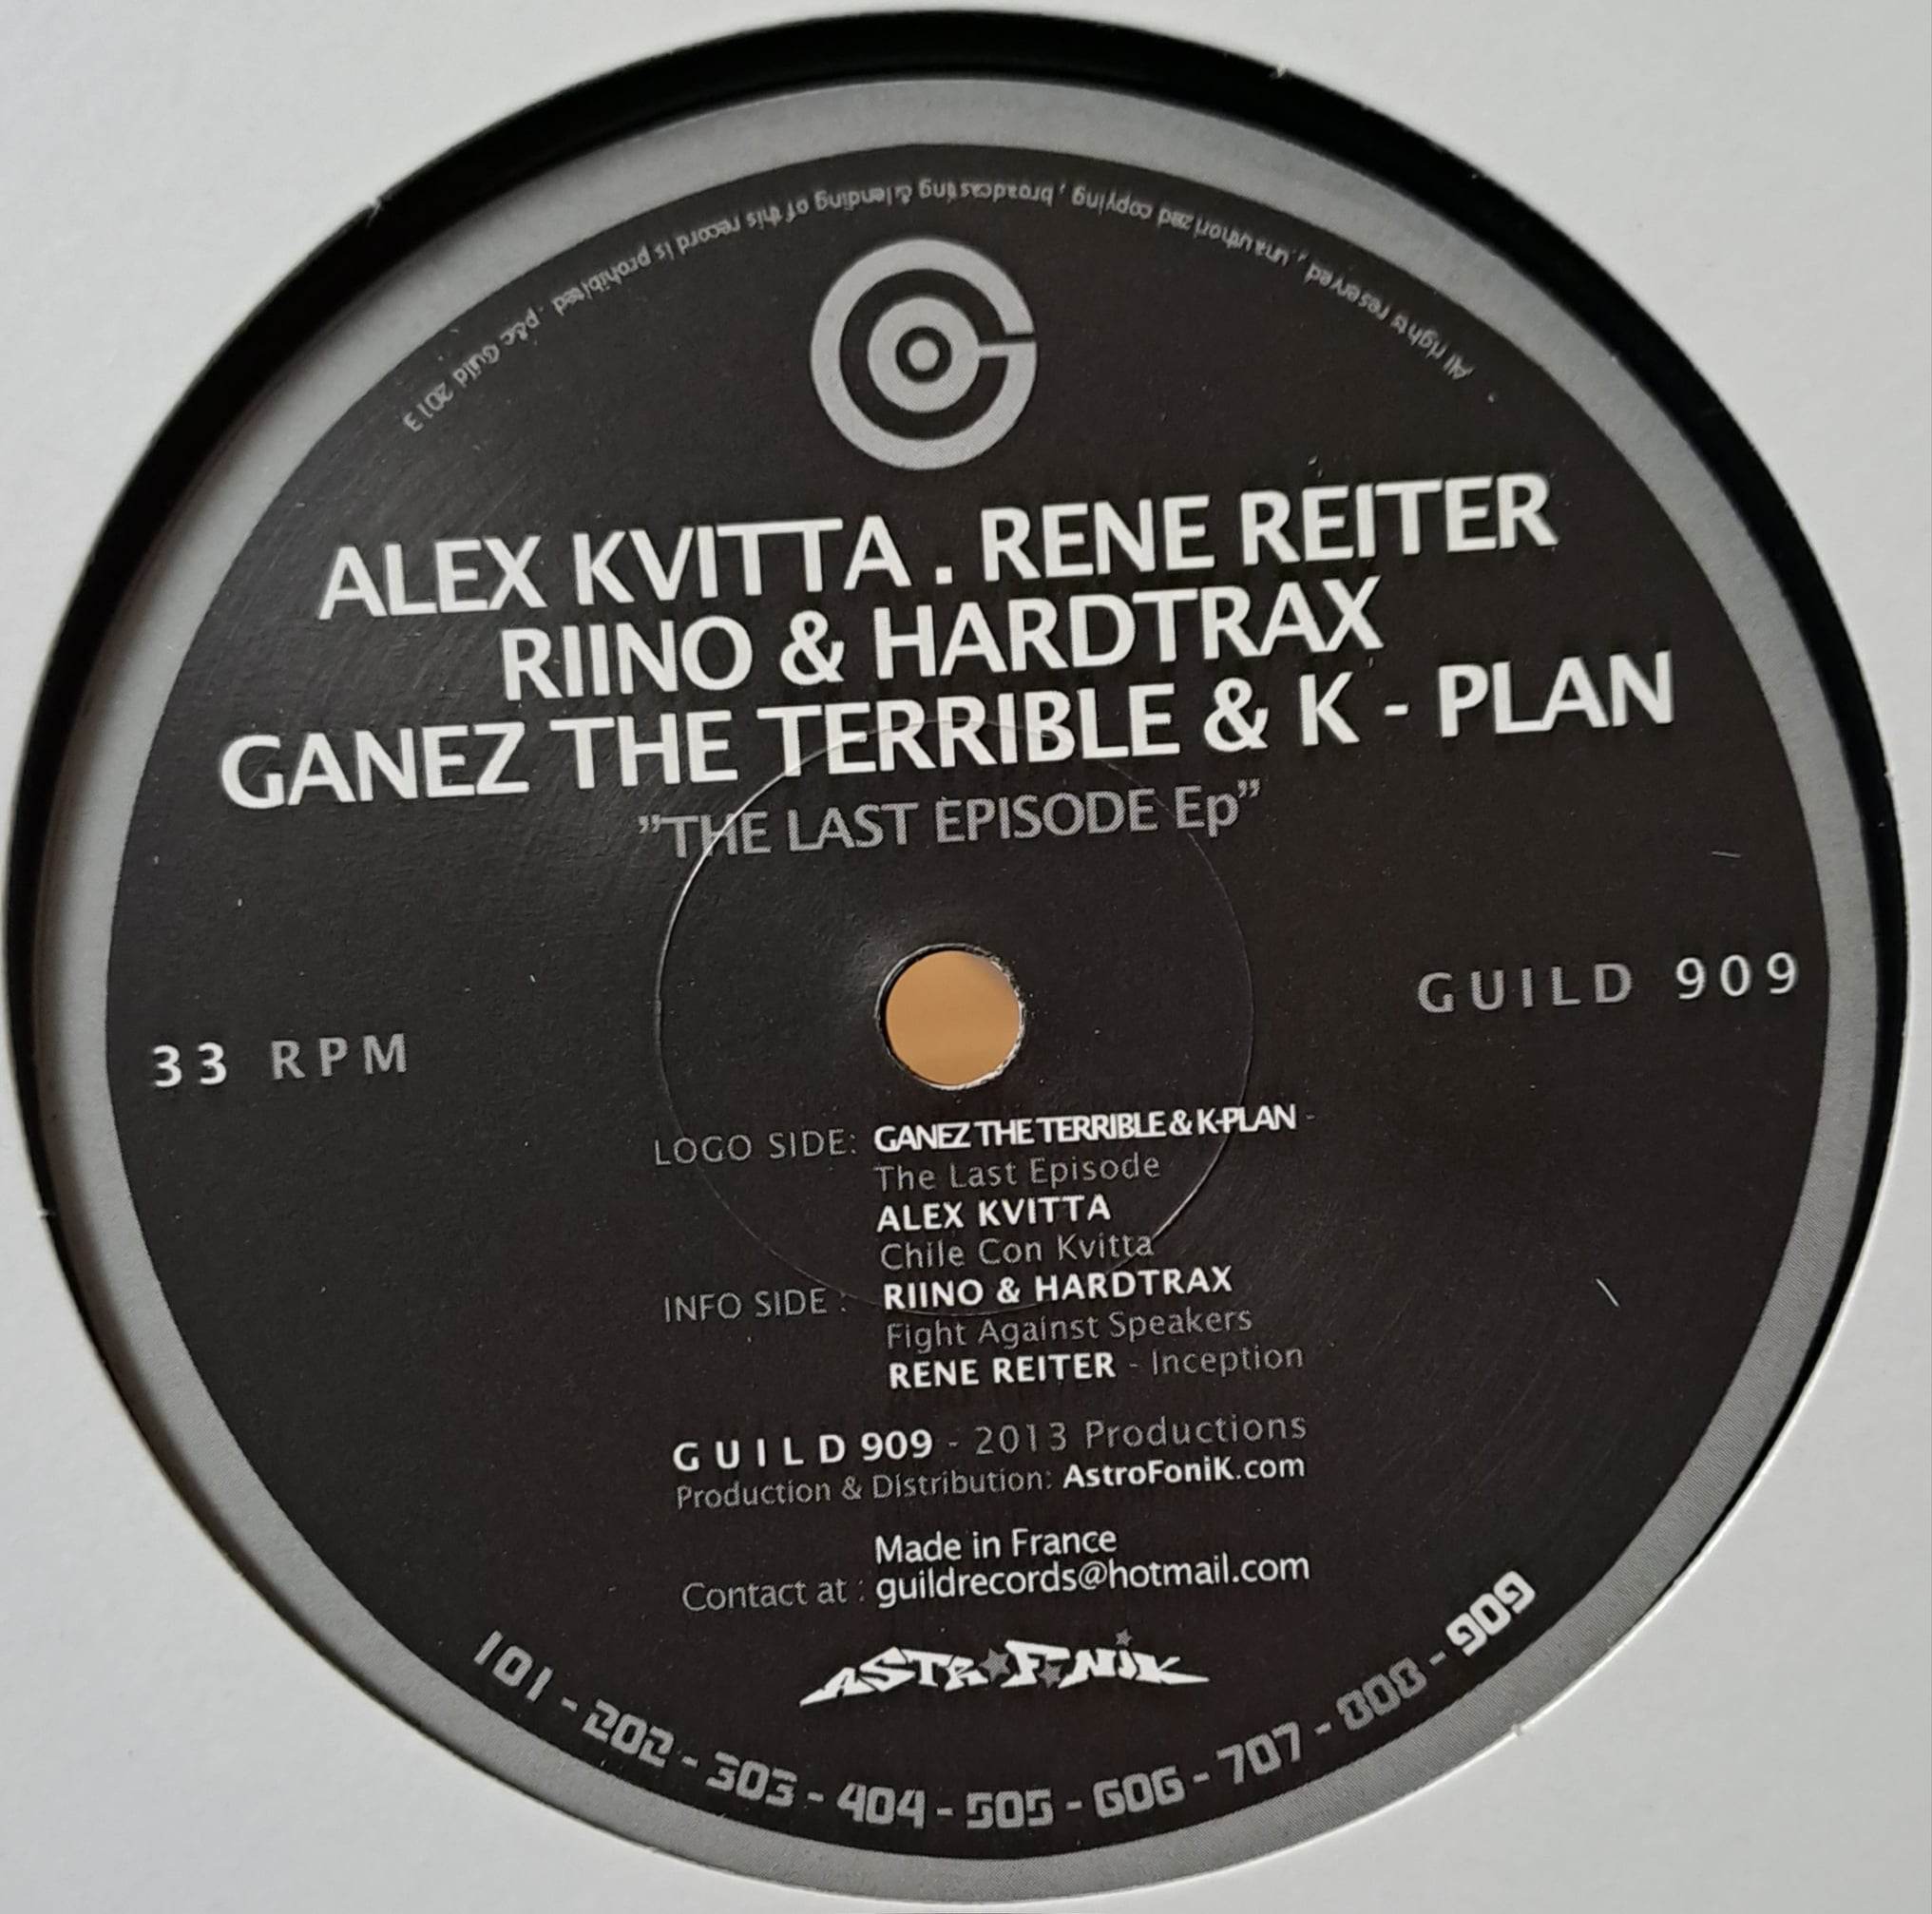 All rights reserved , unauthorized copying , broadcasting & lending of this record is prohibited . p&c Guild 2013
ALEX KVITTA . RENE REITER
RIINO & HARDTRAX
GANEZ THE TERRIBLE & K - PLAN
"THE LAST EPISODE Ep"
33 RPM
GUILD 909
LOGO SIDE: GANEZ THE TERRIBLE & K-PLAN -
The Last Episode
ALEX KVITTA
Chile Con Kvitta
INFO SIDE : RIINO & HARDTRAX
Fight Against Speakers
RENE REITER - Inception
GUILD 909 - 2013 Productions
Production & Distribution: AstroFoniK.com
Made in France
Contact at : guildrecords@hotmail.com
ASTROFONIK
101 - 202 - 303 - 404 - 505 - 606 - 707 - 808 - 909